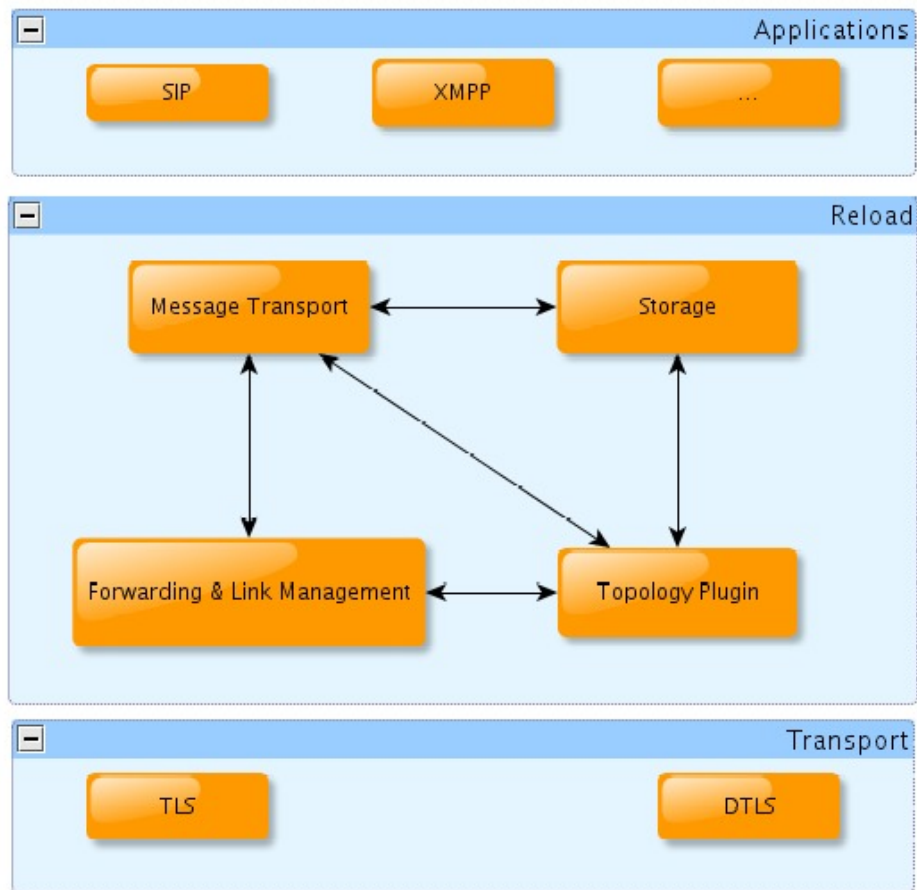 Applications
SIP
XMPP
...
Reload
Message Transport
Storage
Forwarding & Link Management
Topology Plugin
Transport
TLS
DTLS